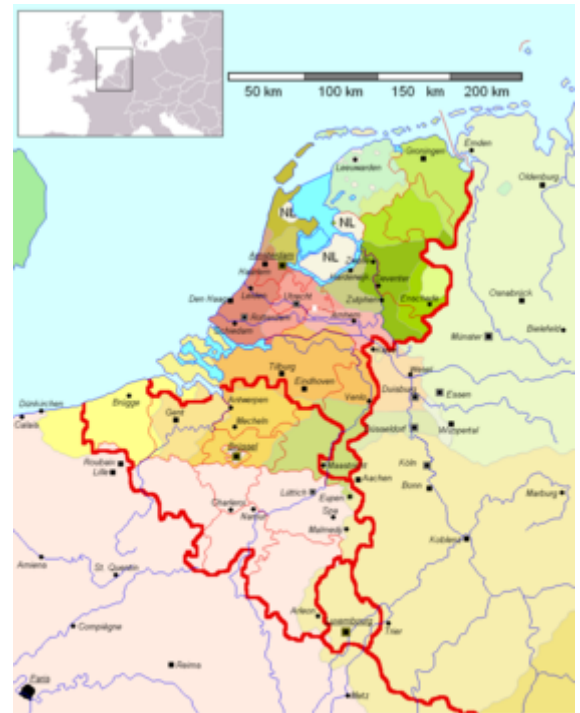 50 km 100 km 150 km 200 km
Emden
Groningen
Leeuwarden
Oldenburg
NL
NL
NL
Amsterdam
Haarlem
Deventer
Leiden
Den Haag
Utrecht
Zutphen
Enschede
Osnabrück
Rotterdam
Arnhem
Schiedam
Münster
Bielefeld
Tilburg
Eindhoven
Wesel
Duisburg
Essen
Venlo
Brügge
Antwerpen
Dünkirchen
Calais
Gent
Mecheln
Düsseldorf
Wuppertal
Brüssel
Roubaix
Lille
Maastricht
Aachen
Köln
Bonn
Lüttich
Eupen
Marburg
Charleroi
Namur
Spa
Malmedy
Koblenz
Amiens
St. Quentin
Arlon
Luxembourg
Trier
Compiègne
Reims
Paris
Metz